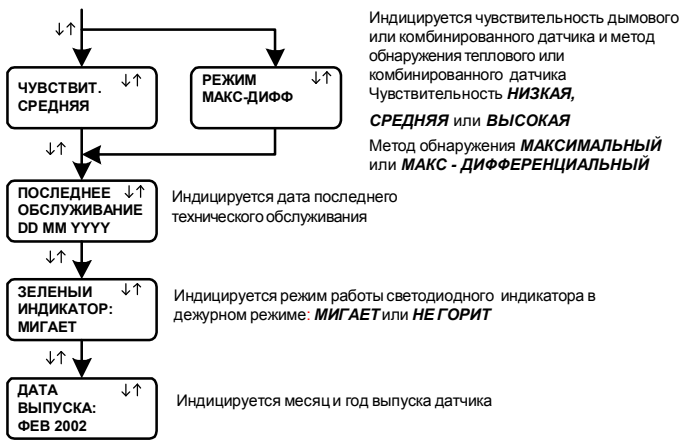 ↓↑
Индицируется чувствительность дымового
или комбинированного датчика и метод
обнаружения теплового или
комбинированного датчика
Чувствительность НИЗКАЯ,
СРЕДНЯЯ или ВЫСОКАЯ
Метод обнаружения МАКСИМАЛЬНЫЙ
или МАКС - ДИФФЕРЕНЦИАЛЬНЫЙ
ЧУВСТВИТ. ↓↑
СРЕДНЯЯ
РЕЖИМ ↓↑
МАКС-ДИФФ
↓↑
ПОСЛЕДНЕЕ ↓↑
ОБСЛУЖИВАНИЕ
DD MM YYYY
Индицируется дата последнего
технического обслуживания
↓↑
ЗЕЛЕНЫИ ↓↑
ИНДИКАТОР:
МИГАЕТ
Индицируется режим работы светодиодного индикатора в
дежурном режиме: МИГАЕТ или НЕ ГОРИТ
↓↑
ДАТА ↓↑
ВЫПУСКА:
ФЕВ 2002
Индицируется месяц и год выпуска датчика